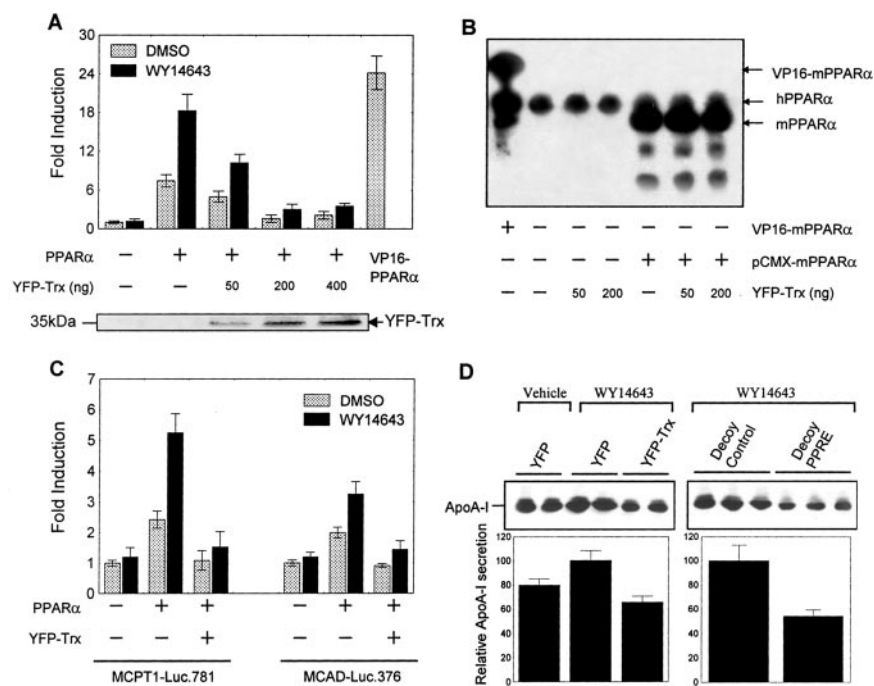 A
Fold Induction
30
24
18
12
6
0
DMSO
WY14643
PPARα − + + + + VP16-PPARα
YFP-Trx (ng) − − 50 200 400
35kDa YFP-Trx
B
VP16-mPPARα
hPPARα
mPPARα
+ − − − − − − VP16-mPPARα
− − − − + + + pCMX-mPPARα
− − 50 200 − 50 200 YFP-Trx (ng)
C
Fold Induction
7
6
5
4
3
2
1
0
DMSO
WY14643
PPARα − + + − + +
YFP-Trx − − + − − +
MCPT1-Luc.781 MCAD-Luc.376
D
Vehicle WY14643 WY14643
YFP YFP YFP-Trx Decoy Control Decoy PPRE
ApoA-I
Relative ApoA-I secretion
120
100
80
60
40
20
0
120
100
80
60
40
20
0